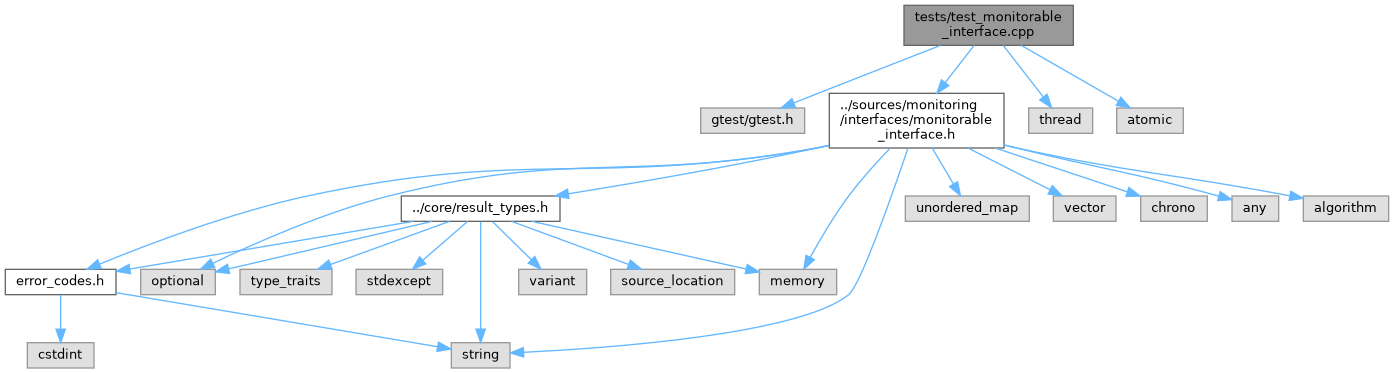 tests/test_monitorable
_interface.cpp
gtest/gtest.h
../sources/monitoring
/interfaces/monitorable
_interface.h
thread
atomic
../core/result_types.h
unordered_map
vector
chrono
any
algorithm
error_codes.h
optional
type_traits
stdexcept
variant
source_location
memory
cstdint
string